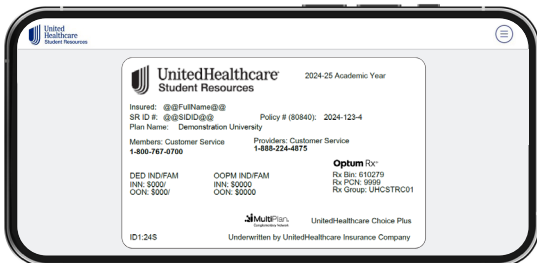 United
Healthcare
Student Resources
UnitedHealthcare®
Student Resources
2024-25 Academic Year
Insured: @@FullName@@
SR ID #: @@SIDID@@ Policy # (80840): 2024-123-4
Plan Name: Demonstration University
Members: Customer Service
1-800-767-0700
Providers: Customer Service
1-888-224-4875
Optum Rx®
DED IND/FAM
INN: $000/
OON: $000/
OOPM IND/FAM
INN: $0000
OON: $0000
Rx Bin: 610279
Rx PCN: 9999
Rx Group: UHCSTRC01
MultiPlan.
Complementary Network
UnitedHealthcare Choice Plus
ID1:24S Underwritten by UnitedHealthcare Insurance Company